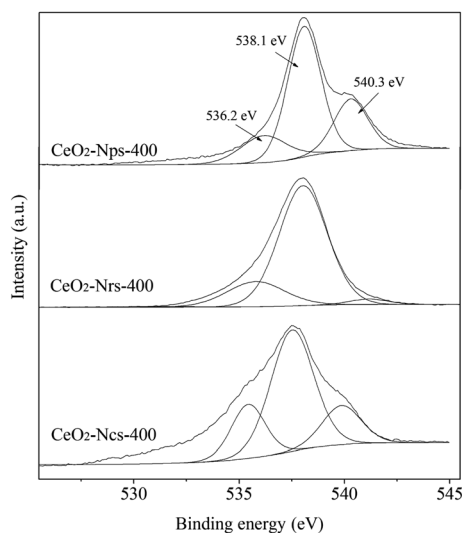 538.1 eV
540.3 eV
536.2 eV
CeO2-Nps-400
CeO2-Nrs-400
CeO2-Ncs-400
Intensity (a.u.)
530 535 540 545
Binding energy (eV)